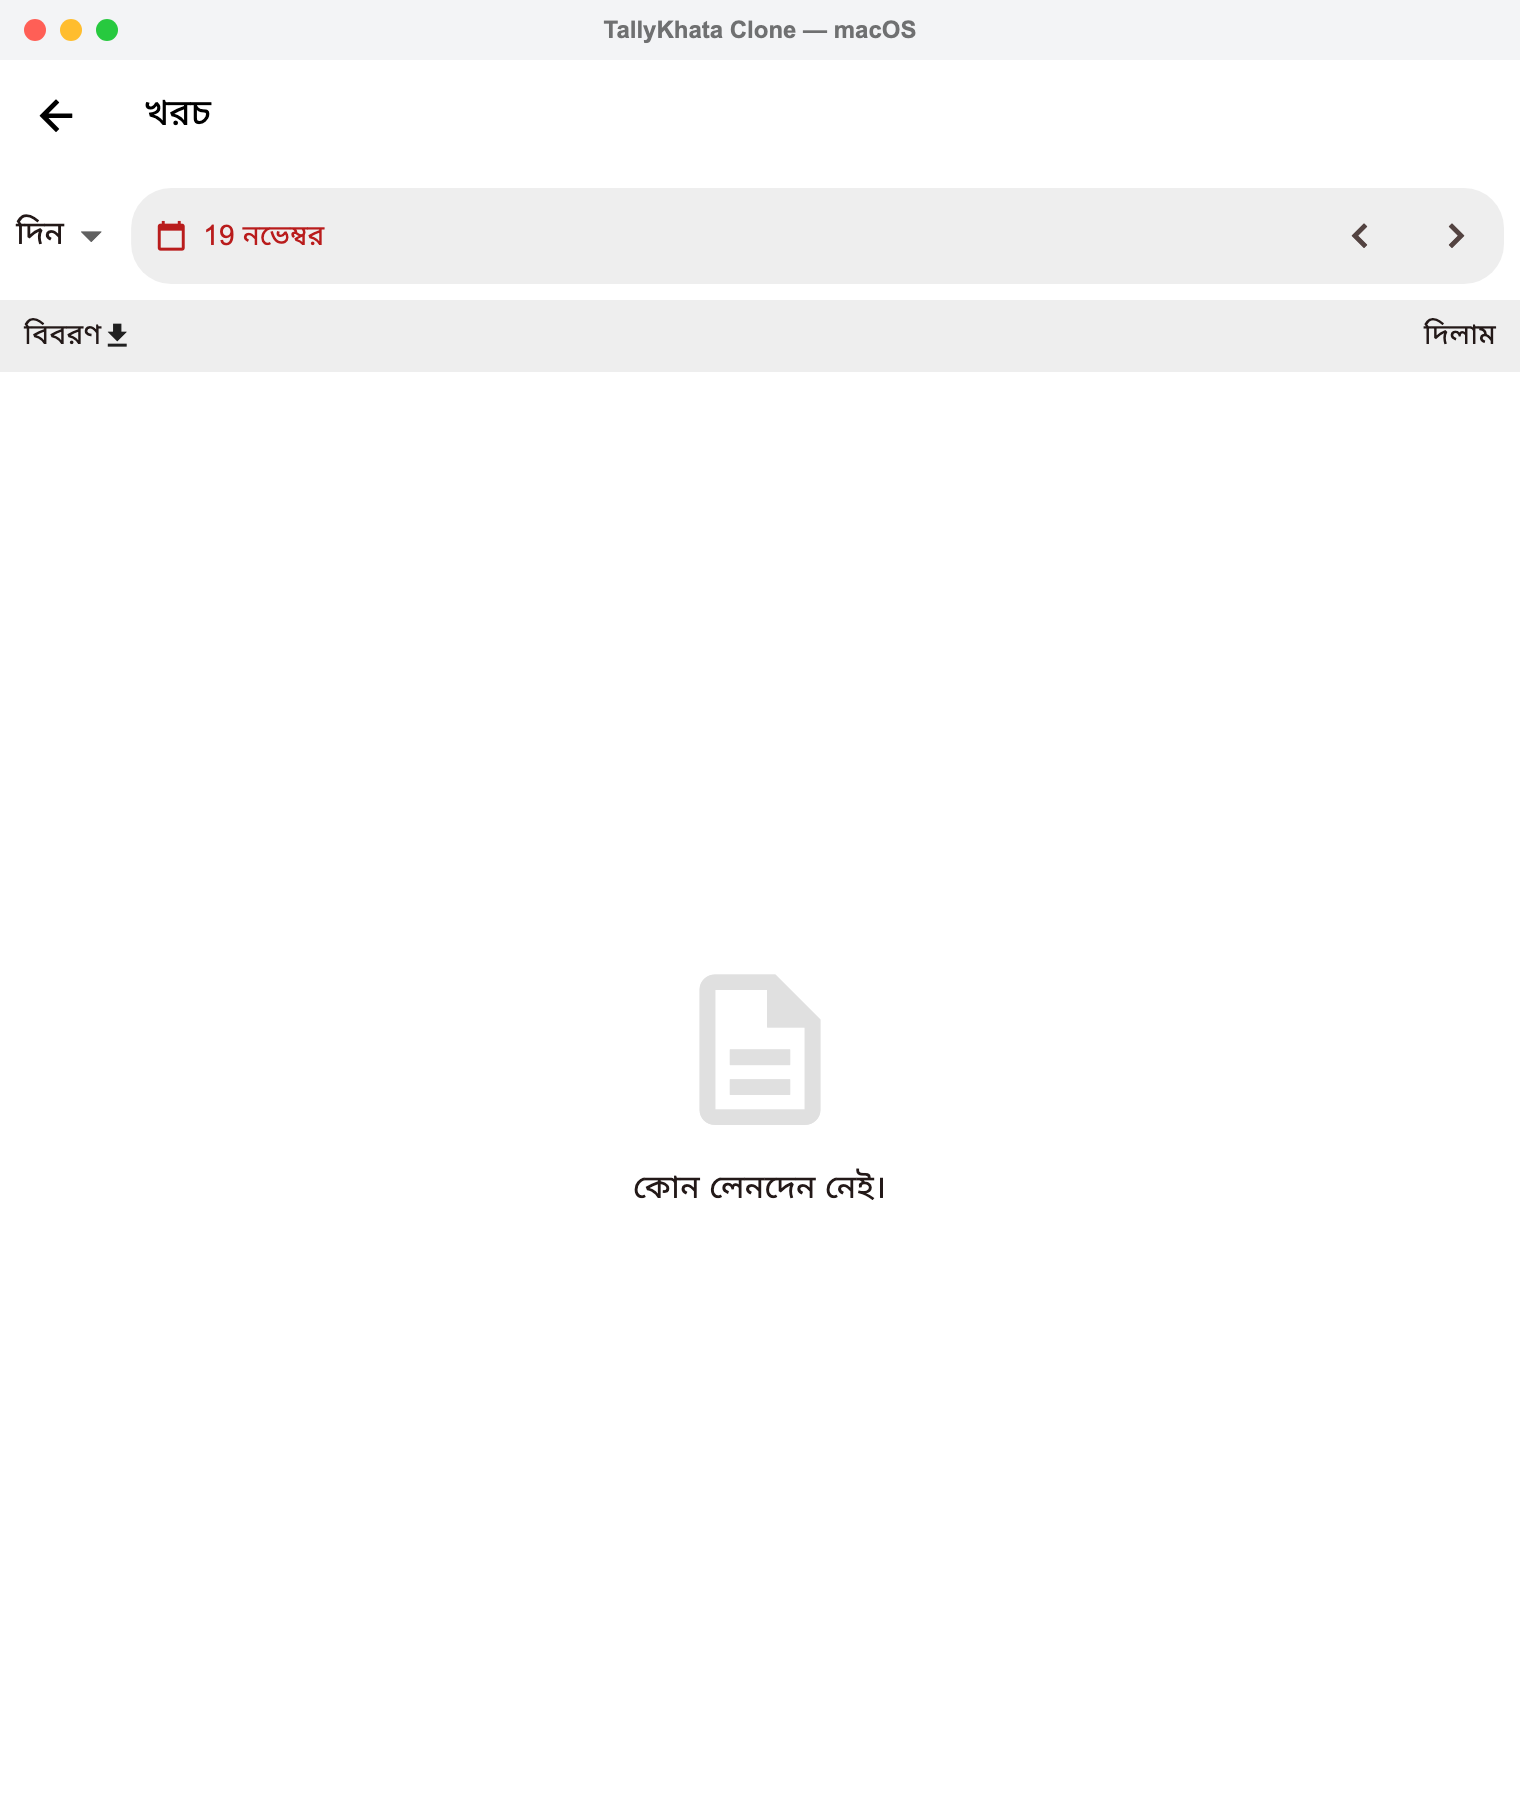 TallyKhata Clone — macOS
খরচ
দিন
19 নভেম্বর
বিবরণ
দিলাম
কোন লেনদেন নেই।